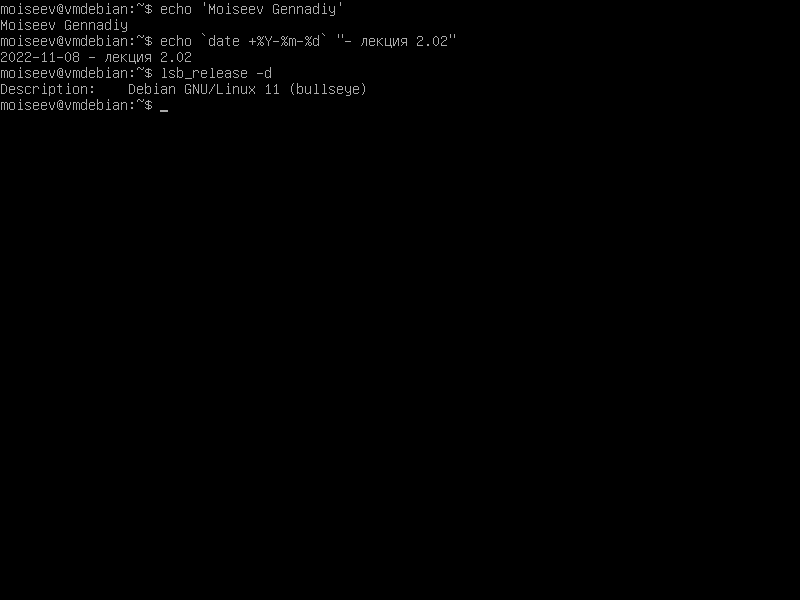 moiseev@vmdebian:~$ echo 'Moiseev Gennadiy'
Moiseev Gennadiy
moiseev@vmdebian:~$ echo `date +%Y-%m-%d` "- лекция 2.02"
2022-11-08 - лекция 2.02
moiseev@vmdebian:~$ lsb_release -d
Description:    Debian GNU/Linux 11 (bullseye)
moiseev@vmdebian:~$ _